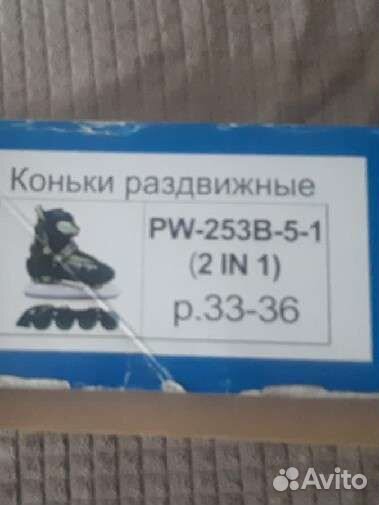 Коньки раздвижные
PW-253B-5-1
(2 IN 1)
р.33-36
Avito